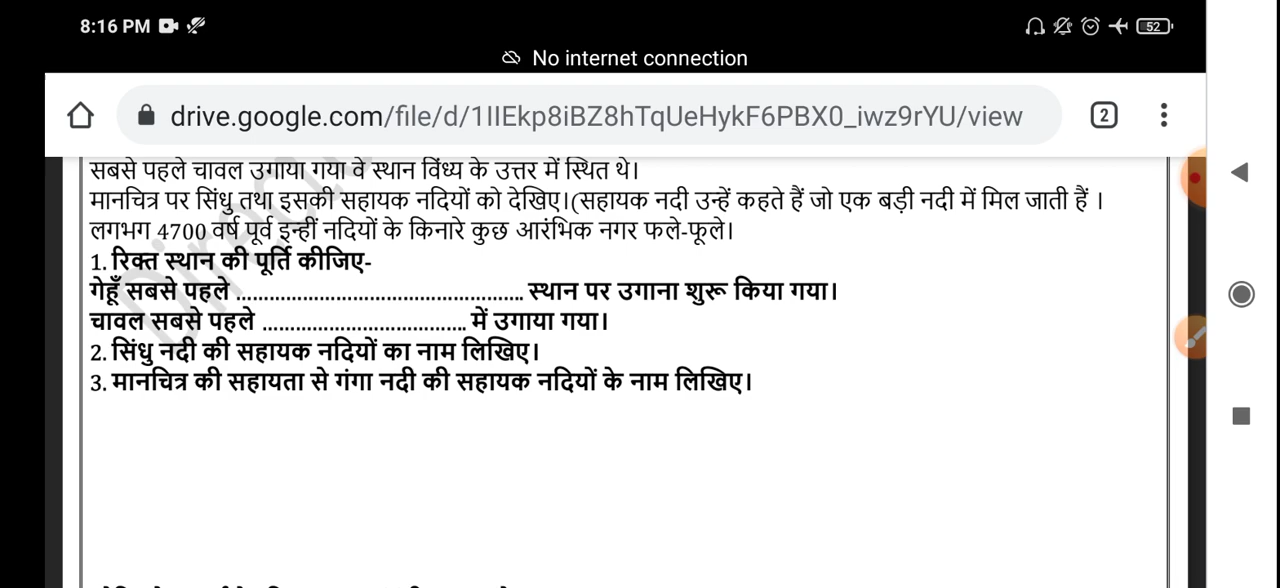 8:16 PM
52
No internet connection
drive.google.com/file/d/1IIEkp8iBZ8hTqUeHykF6PBX0_iwz9rYU/view
2
सबसे पहले चावल उगाया गया वे स्थान विंध्य के उत्तर में स्थित थे।
मानचित्र पर सिंधु तथा इसकी सहायक नदियों को देखिए।(सहायक नदी उन्हें कहते हैं जो एक बड़ी नदी में मिल जाती हैं ।
लगभग 4700 वर्ष पूर्व इन्हीं नदियों के किनारे कुछ आरंभिक नगर फले-फूले।
1. रिक्त स्थान की पूर्ति कीजिए-
गेहूँ सबसे पहले ................................................. स्थान पर उगाना शुरू किया गया।
चावल सबसे पहले ................................... में उगाया गया।
2. सिंधु नदी की सहायक नदियों का नाम लिखिए।
3. मानचित्र की सहायता से गंगा नदी की सहायक नदियों के नाम लिखिए।